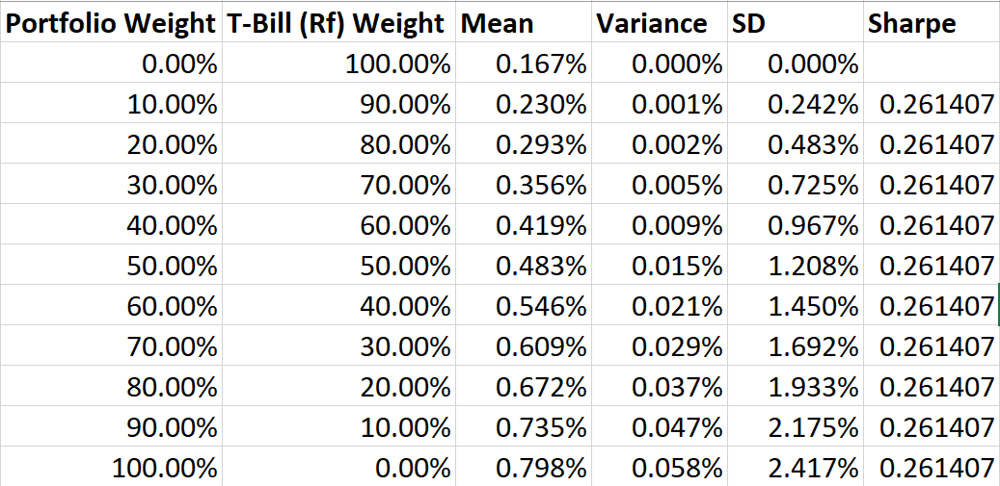 Portfolio Weight T-Bill (Rf) Weight Mean Variance SD Sharpe
0.00% 100.00% 0.167% 0.000% 0.000%
10.00% 90.00% 0.230% 0.001% 0.242% 0.261407
20.00% 80.00% 0.293% 0.002% 0.483% 0.261407
30.00% 70.00% 0.356% 0.005% 0.725% 0.261407
40.00% 60.00% 0.419% 0.009% 0.967% 0.261407
50.00% 50.00% 0.483% 0.015% 1.208% 0.261407
60.00% 40.00% 0.546% 0.021% 1.450% 0.261407
70.00% 30.00% 0.609% 0.029% 1.692% 0.261407
80.00% 20.00% 0.672% 0.037% 1.933% 0.261407
90.00% 10.00% 0.735% 0.047% 2.175% 0.261407
100.00% 0.00% 0.798% 0.058% 2.417% 0.261407